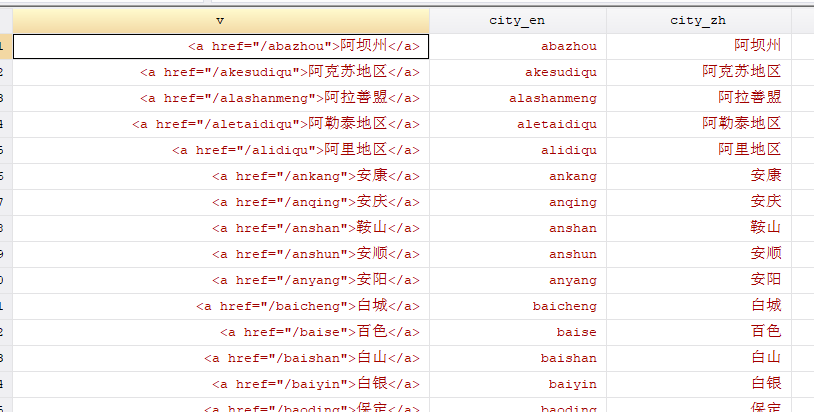 v city_en city_zh
1 <a href="/abazhou">阿坝州</a> abazhou 阿坝州
2 <a href="/akesudiqu">阿克苏地区</a> akesudiqu 阿克苏地区
3 <a href="/alashanmeng">阿拉善盟</a> alashanmeng 阿拉善盟
4 <a href="/aletaidiqu">阿勒泰地区</a> aletaidiqu 阿勒泰地区
5 <a href="/alidiqu">阿里地区</a> alidiqu 阿里地区
6 <a href="/ankang">安康</a> ankang 安康
7 <a href="/anqing">安庆</a> anqing 安庆
8 <a href="/anshan">鞍山</a> anshan 鞍山
9 <a href="/anshun">安顺</a> anshun 安顺
0 <a href="/anyang">安阳</a> anyang 安阳
1 <a href="/baicheng">白城</a> baicheng 白城
2 <a href="/baise">百色</a> baise 百色
3 <a href="/baishan">白山</a> baishan 白山
4 <a href="/baiyin">白银</a> baiyin 白银
<a href="/baoding">保定</a> baoding 保定